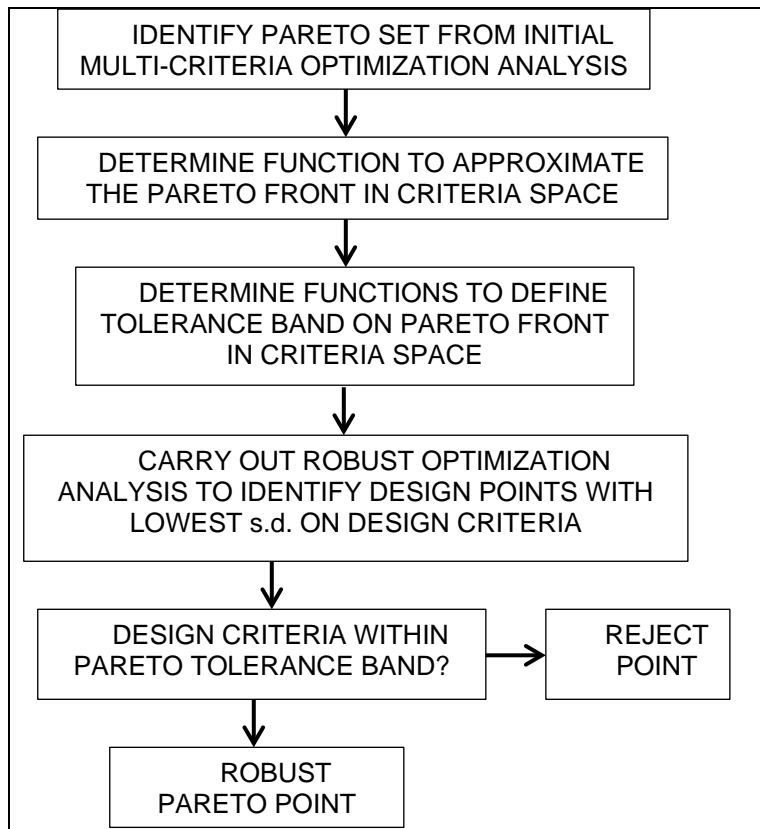 IDENTIFY PARETO SET FROM INITIAL
MULTI-CRITERIA OPTIMIZATION ANALYSIS
DETERMINE FUNCTION TO APPROXIMATE
THE PARETO FRONT IN CRITERIA SPACE
DETERMINE FUNCTIONS TO DEFINE
TOLERANCE BAND ON PARETO FRONT
IN CRITERIA SPACE
CARRY OUT ROBUST OPTIMIZATION
ANALYSIS TO IDENTIFY DESIGN POINTS WITH
LOWEST s.d. ON DESIGN CRITERIA
DESIGN CRITERIA WITHIN
PARETO TOLERANCE BAND?
REJECT
POINT
ROBUST
PARETO POINT